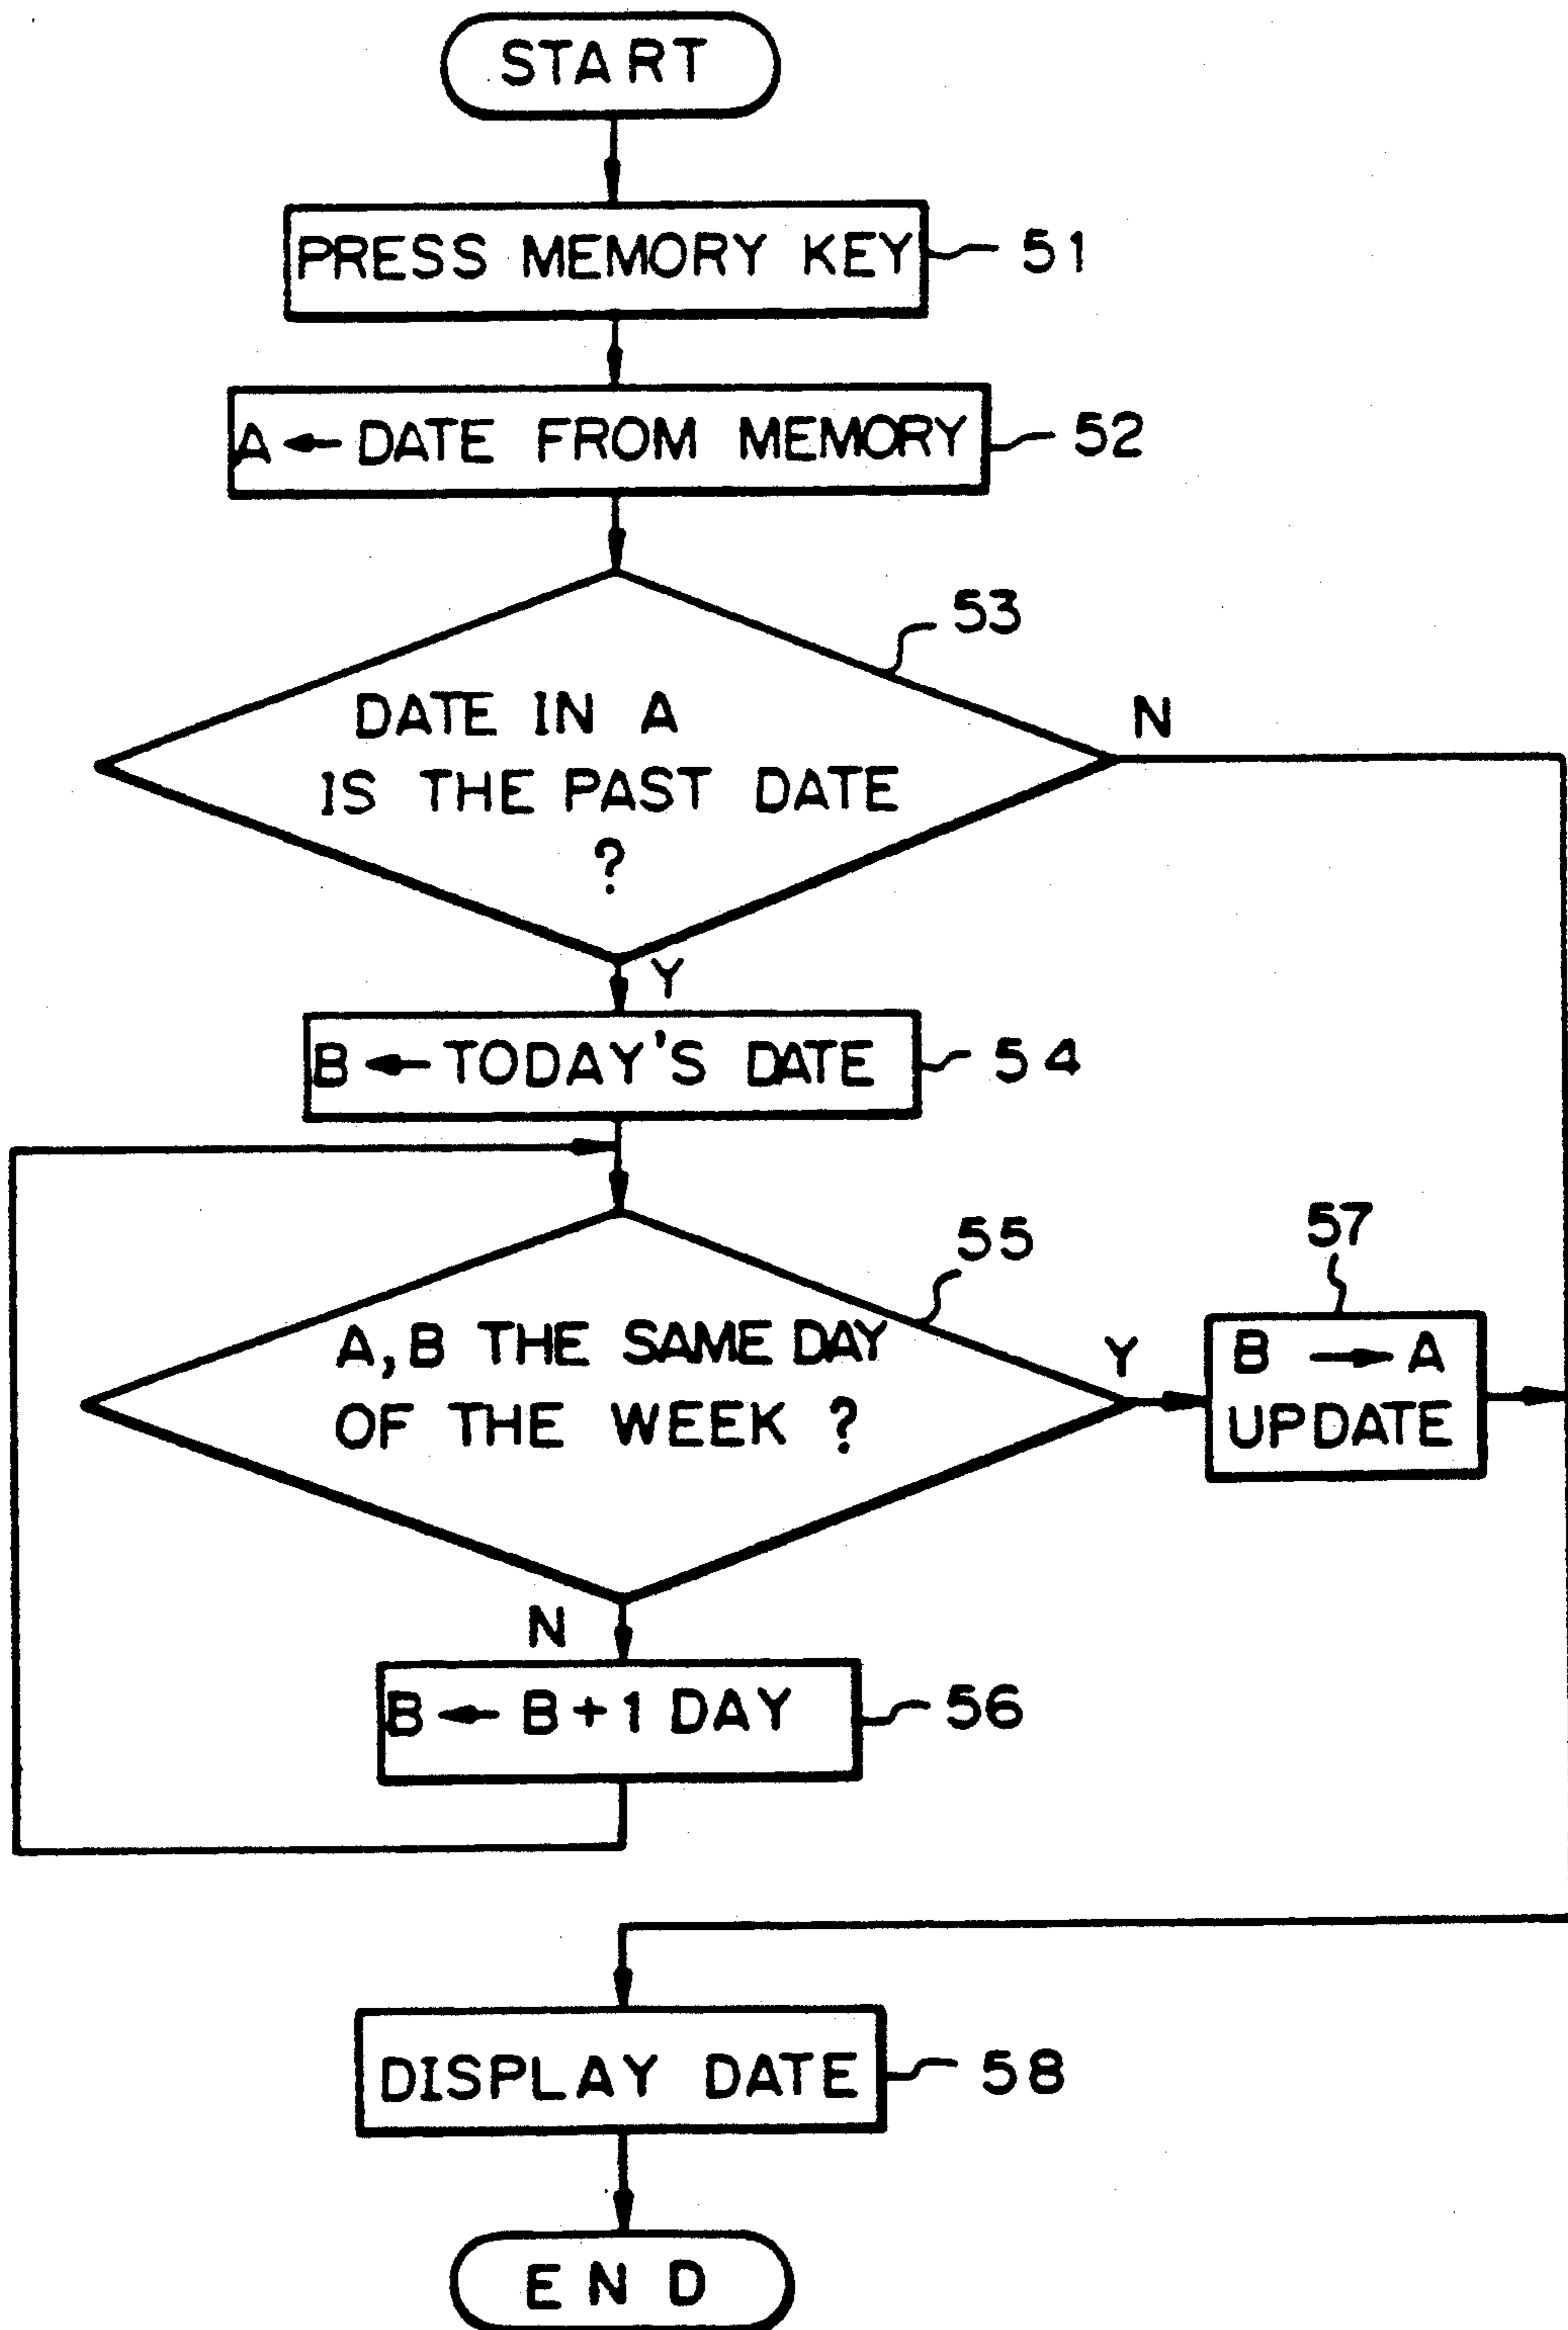 START
PRESS MEMORY KEY
51
A ← DATE FROM MEMORY
52
53
DATE IN A
IS THE PAST DATE
?
N
Y
B ← TODAY'S DATE
54
55
57
A, B THE SAME DAY
OF THE WEEK ?
Y
B → A
UPDATE
N
B ← B+1 DAY
56
DISPLAY DATE
58
END